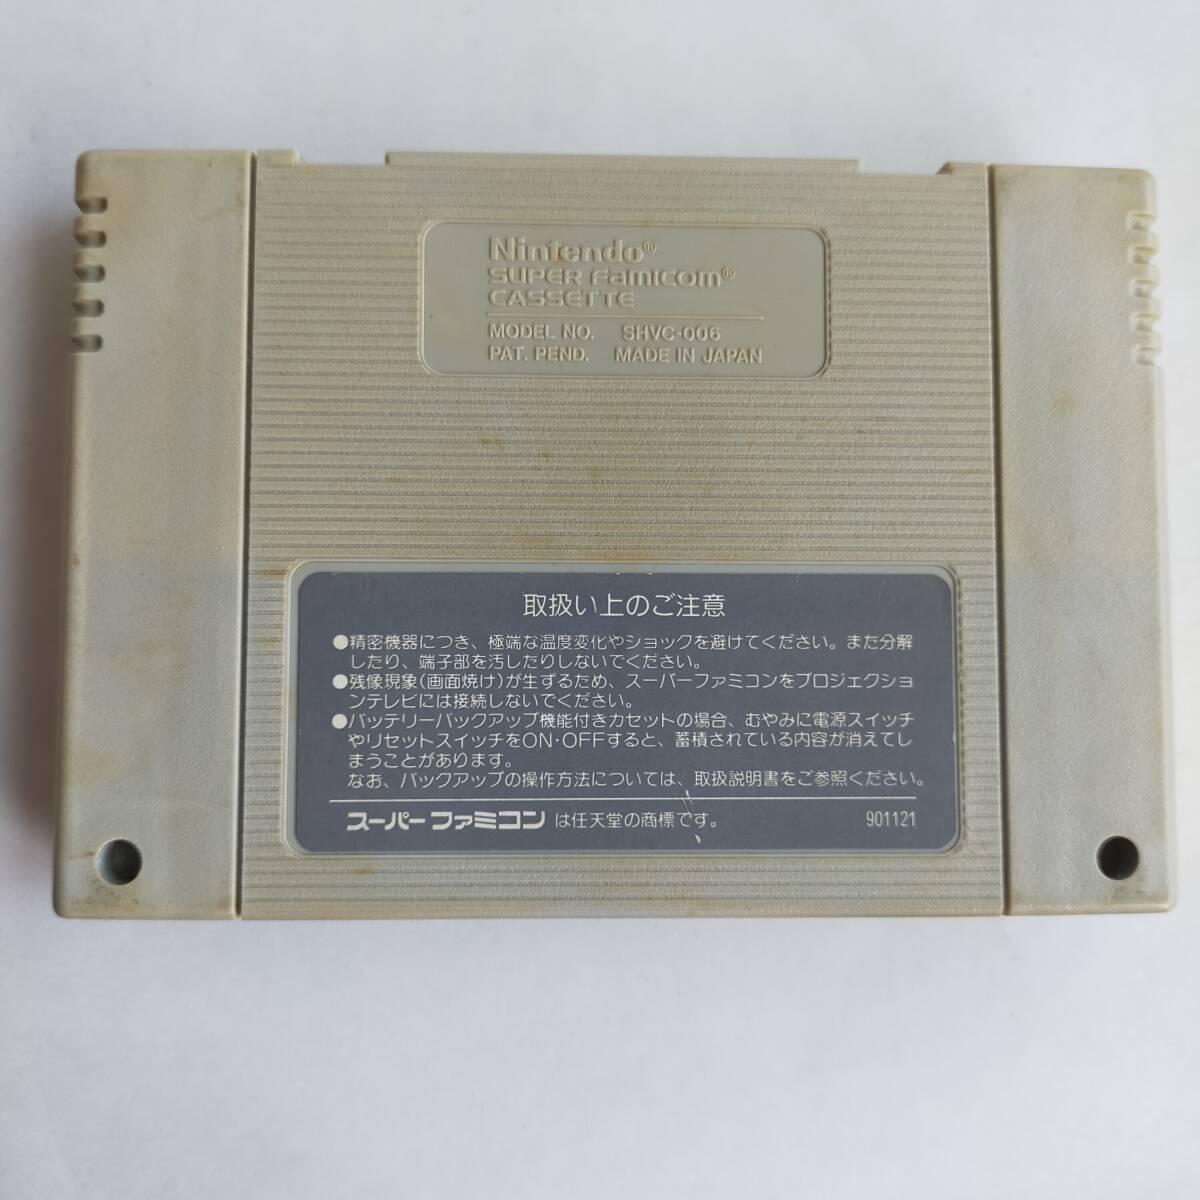 Nintendo®
SUPER FamicOm®
CASSETTE
MODEL NO. SHVC-006
PAT. PEND. MADE IN JAPAN
取扱い上のご注意
●精密機器につき、極端な温度変化やショックを避けてください。また分解
したり、端子部を汚したりしないでください。
●残像現象(画面焼け)が生ずるため、スーパーファミコンをプロジェクショ
ンテレビには接続しないでください。
●バッテリーバックアップ機能付きカセットの場合、むやみに電源スイッチ
やリセットスイッチをON・OFFすると、蓄積されている内容が消えてし
まうことがあります。
なお、バックアップの操作方法については、取扱説明書をご参照ください。
スーパーファミコン は任天堂の商標です。 901121